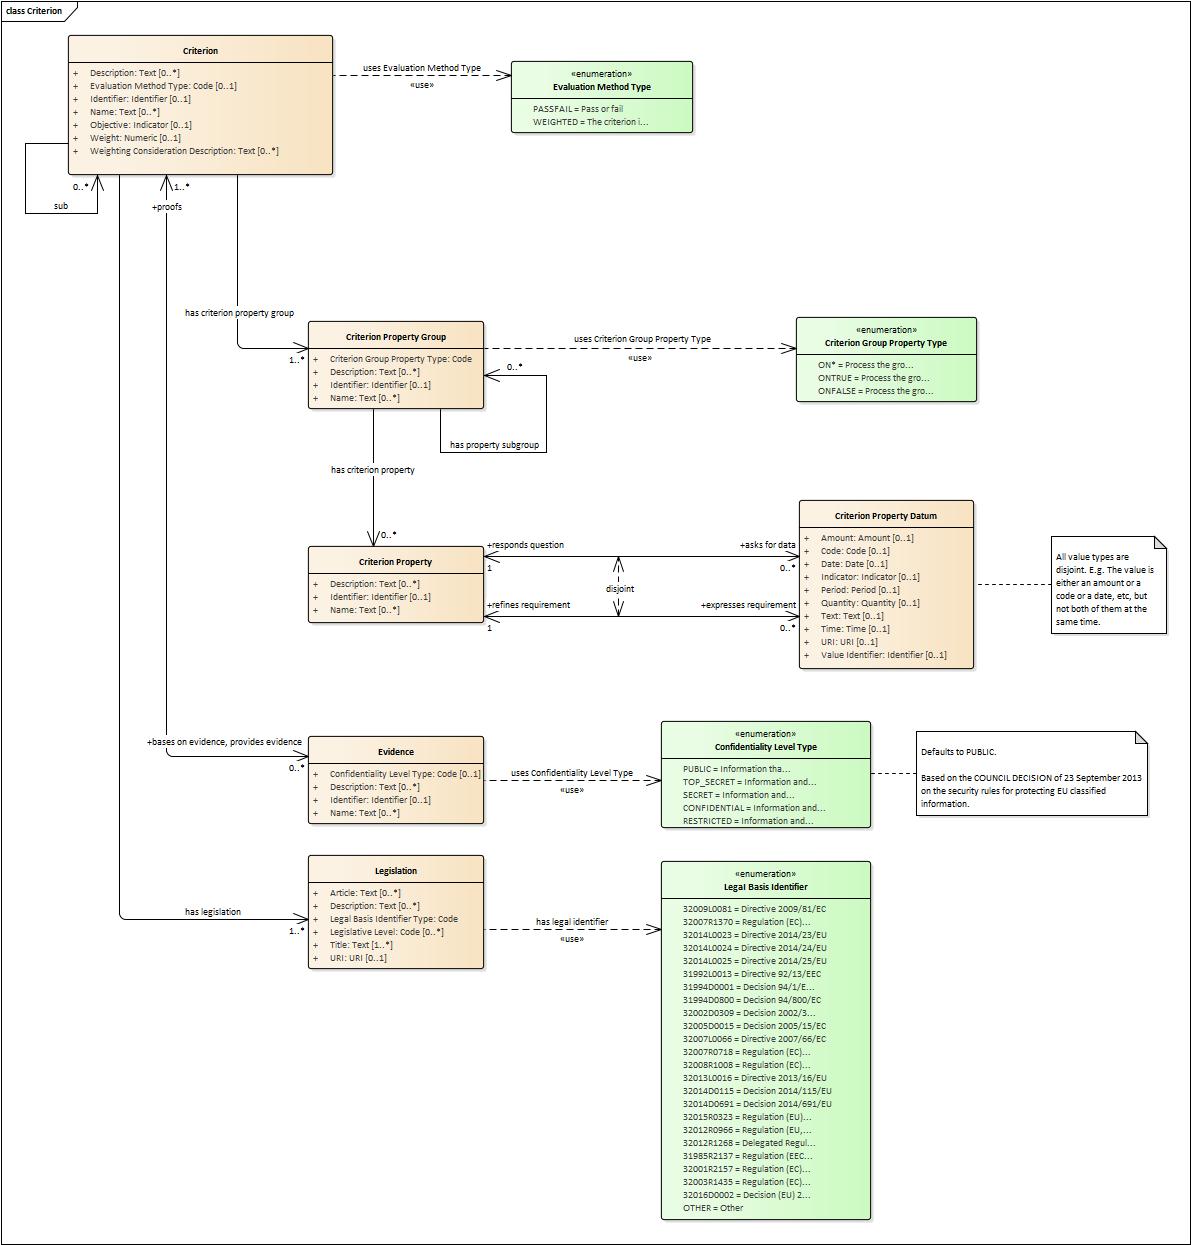 class Criterion
Criterion
+ Description: Text [0..*]
+ Evaluation Method Type: Code [0..1]
+ Identifier: Identifier [0..1]
+ Name: Text [0..*]
+ Objective: Indicator [0..1]
+ Weight: Numeric [0..1]
+ Weighting Consideration Description: Text [0..*]
uses Evaluation Method Type
«use»
«enumeration»
Evaluation Method Type
PASSFAIL = Pass or fail
WEIGHTED = The criterion i...
0..*
sub
1..*
+proofs
has criterion property group
1..*
Criterion Property Group
+ Criterion Group Property Type: Code
+ Description: Text [0..*]
+ Identifier: Identifier [0..1]
+ Name: Text [0..*]
uses Criterion Group Property Type
«use»
«enumeration»
Criterion Group Property Type
ON* = Process the gro...
ONTRUE = Process the gro...
ONFALSE = Process the gro...
0..*
has property subgroup
has criterion property
0..*
Criterion Property
+ Description: Text [0..*]
+ Identifier: Identifier [0..1]
+ Name: Text [0..*]
+responds question
1
+asks for data
0..*
disjoint
+refines requirement
1
+expresses requirement
0..*
Criterion Property Datum
+ Amount: Amount [0..1]
+ Code: Code [0..1]
+ Date: Date [0..1]
+ Indicator: Indicator [0..1]
+ Period: Period [0..1]
+ Quantity: Quantity [0..1]
+ Text: Text [0..1]
+ Time: Time [0..1]
+ URI: URI [0..1]
+ Value Identifier: Identifier [0..1]
All value types are
disjoint. E.g. The value is
either an amount or a
code or a date, etc, but
not both of them at the
same time.
+bases on evidence, provides evidence
0..*
Evidence
+ Confidentiality Level Type: Code [0..1]
+ Description: Text [0..*]
+ Identifier: Identifier [0..1]
+ Name: Text [0..*]
uses Confidentiality Level Type
«use»
«enumeration»
Confidentiality Level Type
PUBLIC = Information tha...
TOP_SECRET = Information and...
SECRET = Information and...
CONFIDENTIAL = Information and...
RESTRICTED = Information and...
Defaults to PUBLIC.
Based on the COUNCIL DECISION of 23 September 2013
on the security rules for protecting EU classified
information.
has legislation
1..*
Legislation
+ Article: Text [0..*]
+ Description: Text [0..*]
+ Legal Basis Identifier Type: Code
+ Legislative Level: Code [0..*]
+ Title: Text [1..*]
+ URI: URI [0..1]
has legal identifier
«use»
«enumeration»
Legal Basis Identifier
32009L0081 = Directive 2009/81/EC
32007R1370 = Regulation (EC)...
32014L0023 = Directive 2014/23/EU
32014L0024 = Directive 2014/24/EU
32014L0025 = Directive 2014/25/EU
31992L0013 = Directive 92/13/EEC
31994D0001 = Decision 94/1/E...
31994D0800 = Decision 94/800/EC
32002D0309 = Decision 2002/3...
32005D0015 = Decision 2005/15/EC
32007L0066 = Directive 2007/66/EC
32007R0718 = Regulation (EC)...
32008R1008 = Regulation (EC)...
32013L0016 = Directive 2013/16/EU
32014D0115 = Decision 2014/115/EU
32014D0691 = Decision 2014/691/EU
32015R0323 = Regulation (EU)...
32012R0966 = Regulation (EU,...
32012R1268 = Delegated Regul...
31985R2137 = Regulation (EEC...
32001R2157 = Regulation (EC)...
32003R1435 = Regulation (EC)...
32016D0002 = Decision (EU) 2...
OTHER = Other